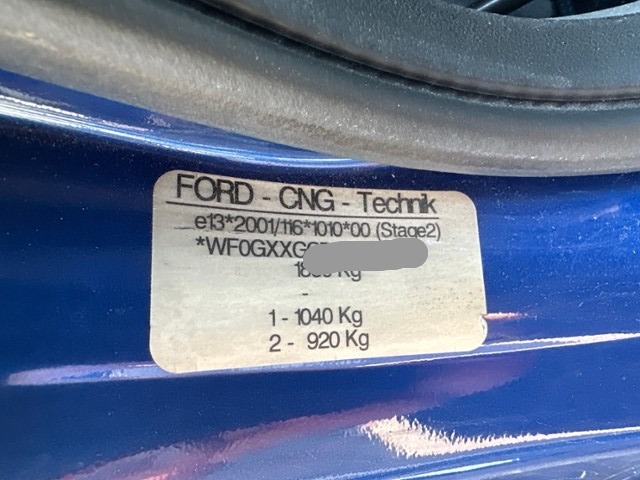 FORD - CNG - Technik
e13*2001/116*1010*00 (Stage2)
*WF0GXXG
Kg
-
1 - 1040 Kg
2 - 920 Kg